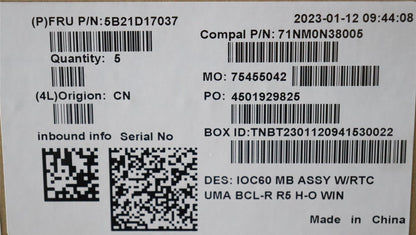 (P)FRU P/N:5B21D17037
2023-01-12 09:44:08
Compal P/N: 71NM0N38005
Quantity: 5
MO: 75455042
(4L)Origion: CN
PO: 4501929825
inbound info
Serial No
BOX ID:TNBT2301120941530022
DES: IOC60 MB ASSY W/RTC
UMA BCL-R R5 H-O WIN
Made in China